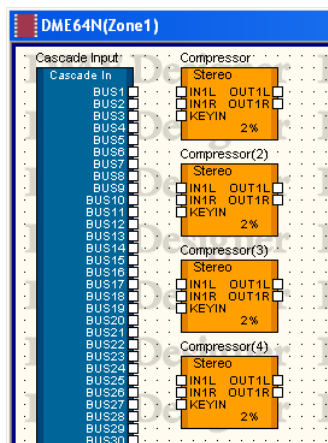 DME64N(Zone1)
Cascade Input
Cascade In
BUS1
BUS2
BUS3
BUS4
BUS5
BUS6
BUS7
BUS8
BUS9
BUS10
BUS11
BUS12
BUS13
BUS14
BUS15
BUS16
BUS17
BUS18
BUS19
BUS20
BUS21
BUS22
BUS23
BUS24
BUS25
BUS26
BUS27
BUS28
BUS29
BUS30
Compressor
Stereo
IN1L OUT1L
IN1R OUT1R
KEYIN
2%
Compressor(2)
Stereo
IN1L OUT1L
IN1R OUT1R
KEYIN
2%
Compressor(3)
Stereo
IN1L OUT1L
IN1R OUT1R
KEYIN
2%
Compressor(4)
Stereo
IN1L OUT1L
IN1R OUT1R
KEYIN
2%